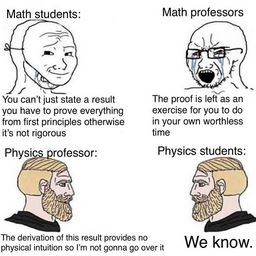 Math students:
Math professors
You can't just state a result
you have to prove everything
from first principles otherwise
it's not rigorous
The proof is left as an
exercise for you to do
in your own worthless
time
Physics professor:
Physics students:
The derivation of this result provides no
physical intuition so I'm not gonna go over it
We know.